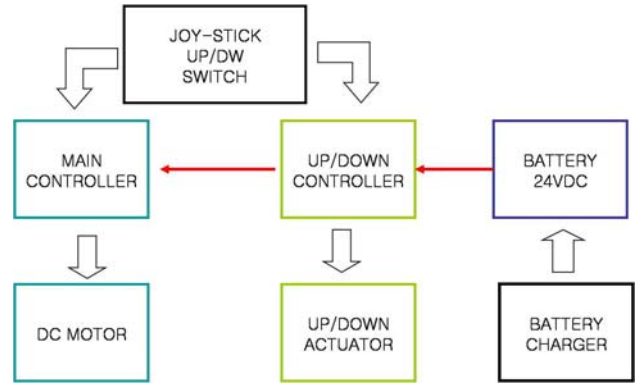 JOY-STICK
UP/DW
SWITCH
MAIN
CONTROLLER
UP/DOWN
CONTROLLER
BATTERY
24VDC
DC MOTOR
UP/DOWN
ACTUATOR
BATTERY
CHARGER